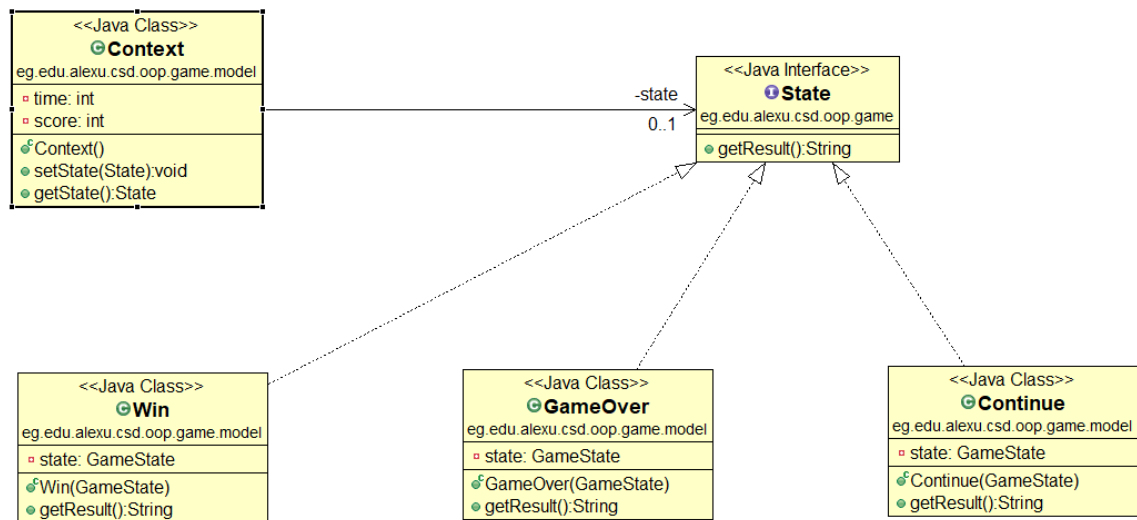 <<Java Class>>
Context
eg.edu.alexu.csd.oop.game.model
time: int
score: int
Context()
setState(State):void
getState():State
-state
0..1
<<Java Interface>>
State
eg.edu.alexu.csd.oop.game
getResult():String
<<Java Class>>
Win
eg.edu.alexu.csd.oop.game.model
state: GameState
Win(GameState)
getResult():String
<<Java Class>>
GameOver
eg.edu.alexu.csd.oop.game.model
state: GameState
GameOver(GameState)
getResult():String
<<Java Class>>
Continue
eg.edu.alexu.csd.oop.game.model
state: GameState
Continue(GameState)
getResult():String